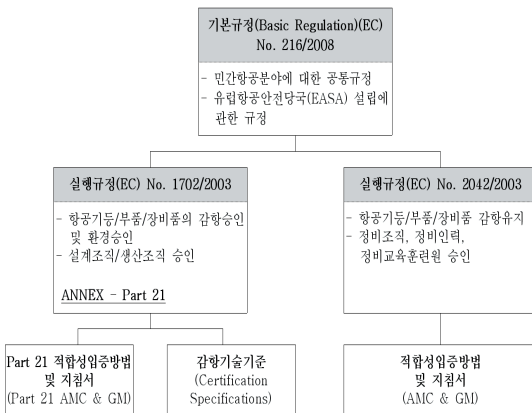 기본규정(Basic Regulation)(EC)
No. 216/2008
- 민간항공분야에 대한 공통규정
- 유럽항공안전당국(EASA) 설립에
관한 규정
실행규정(EC) No. 1702/2003
- 항공기등/부품/장비품의 감항승인
및 환경승인
- 설계조직/생산조직 승인
ANNEX - Part 21
실행규정(EC) No. 2042/2003
- 항공기등/부품/장비품 감항유지
- 정비조직, 정비인력,
정비교육훈련원 승인
Part 21 적합성입증방법
및 지침서
(Part 21 AMC & GM)
감항기술기준
(Certification
Specifications)
적합성입증방법
및 지침서
(AMC & GM)